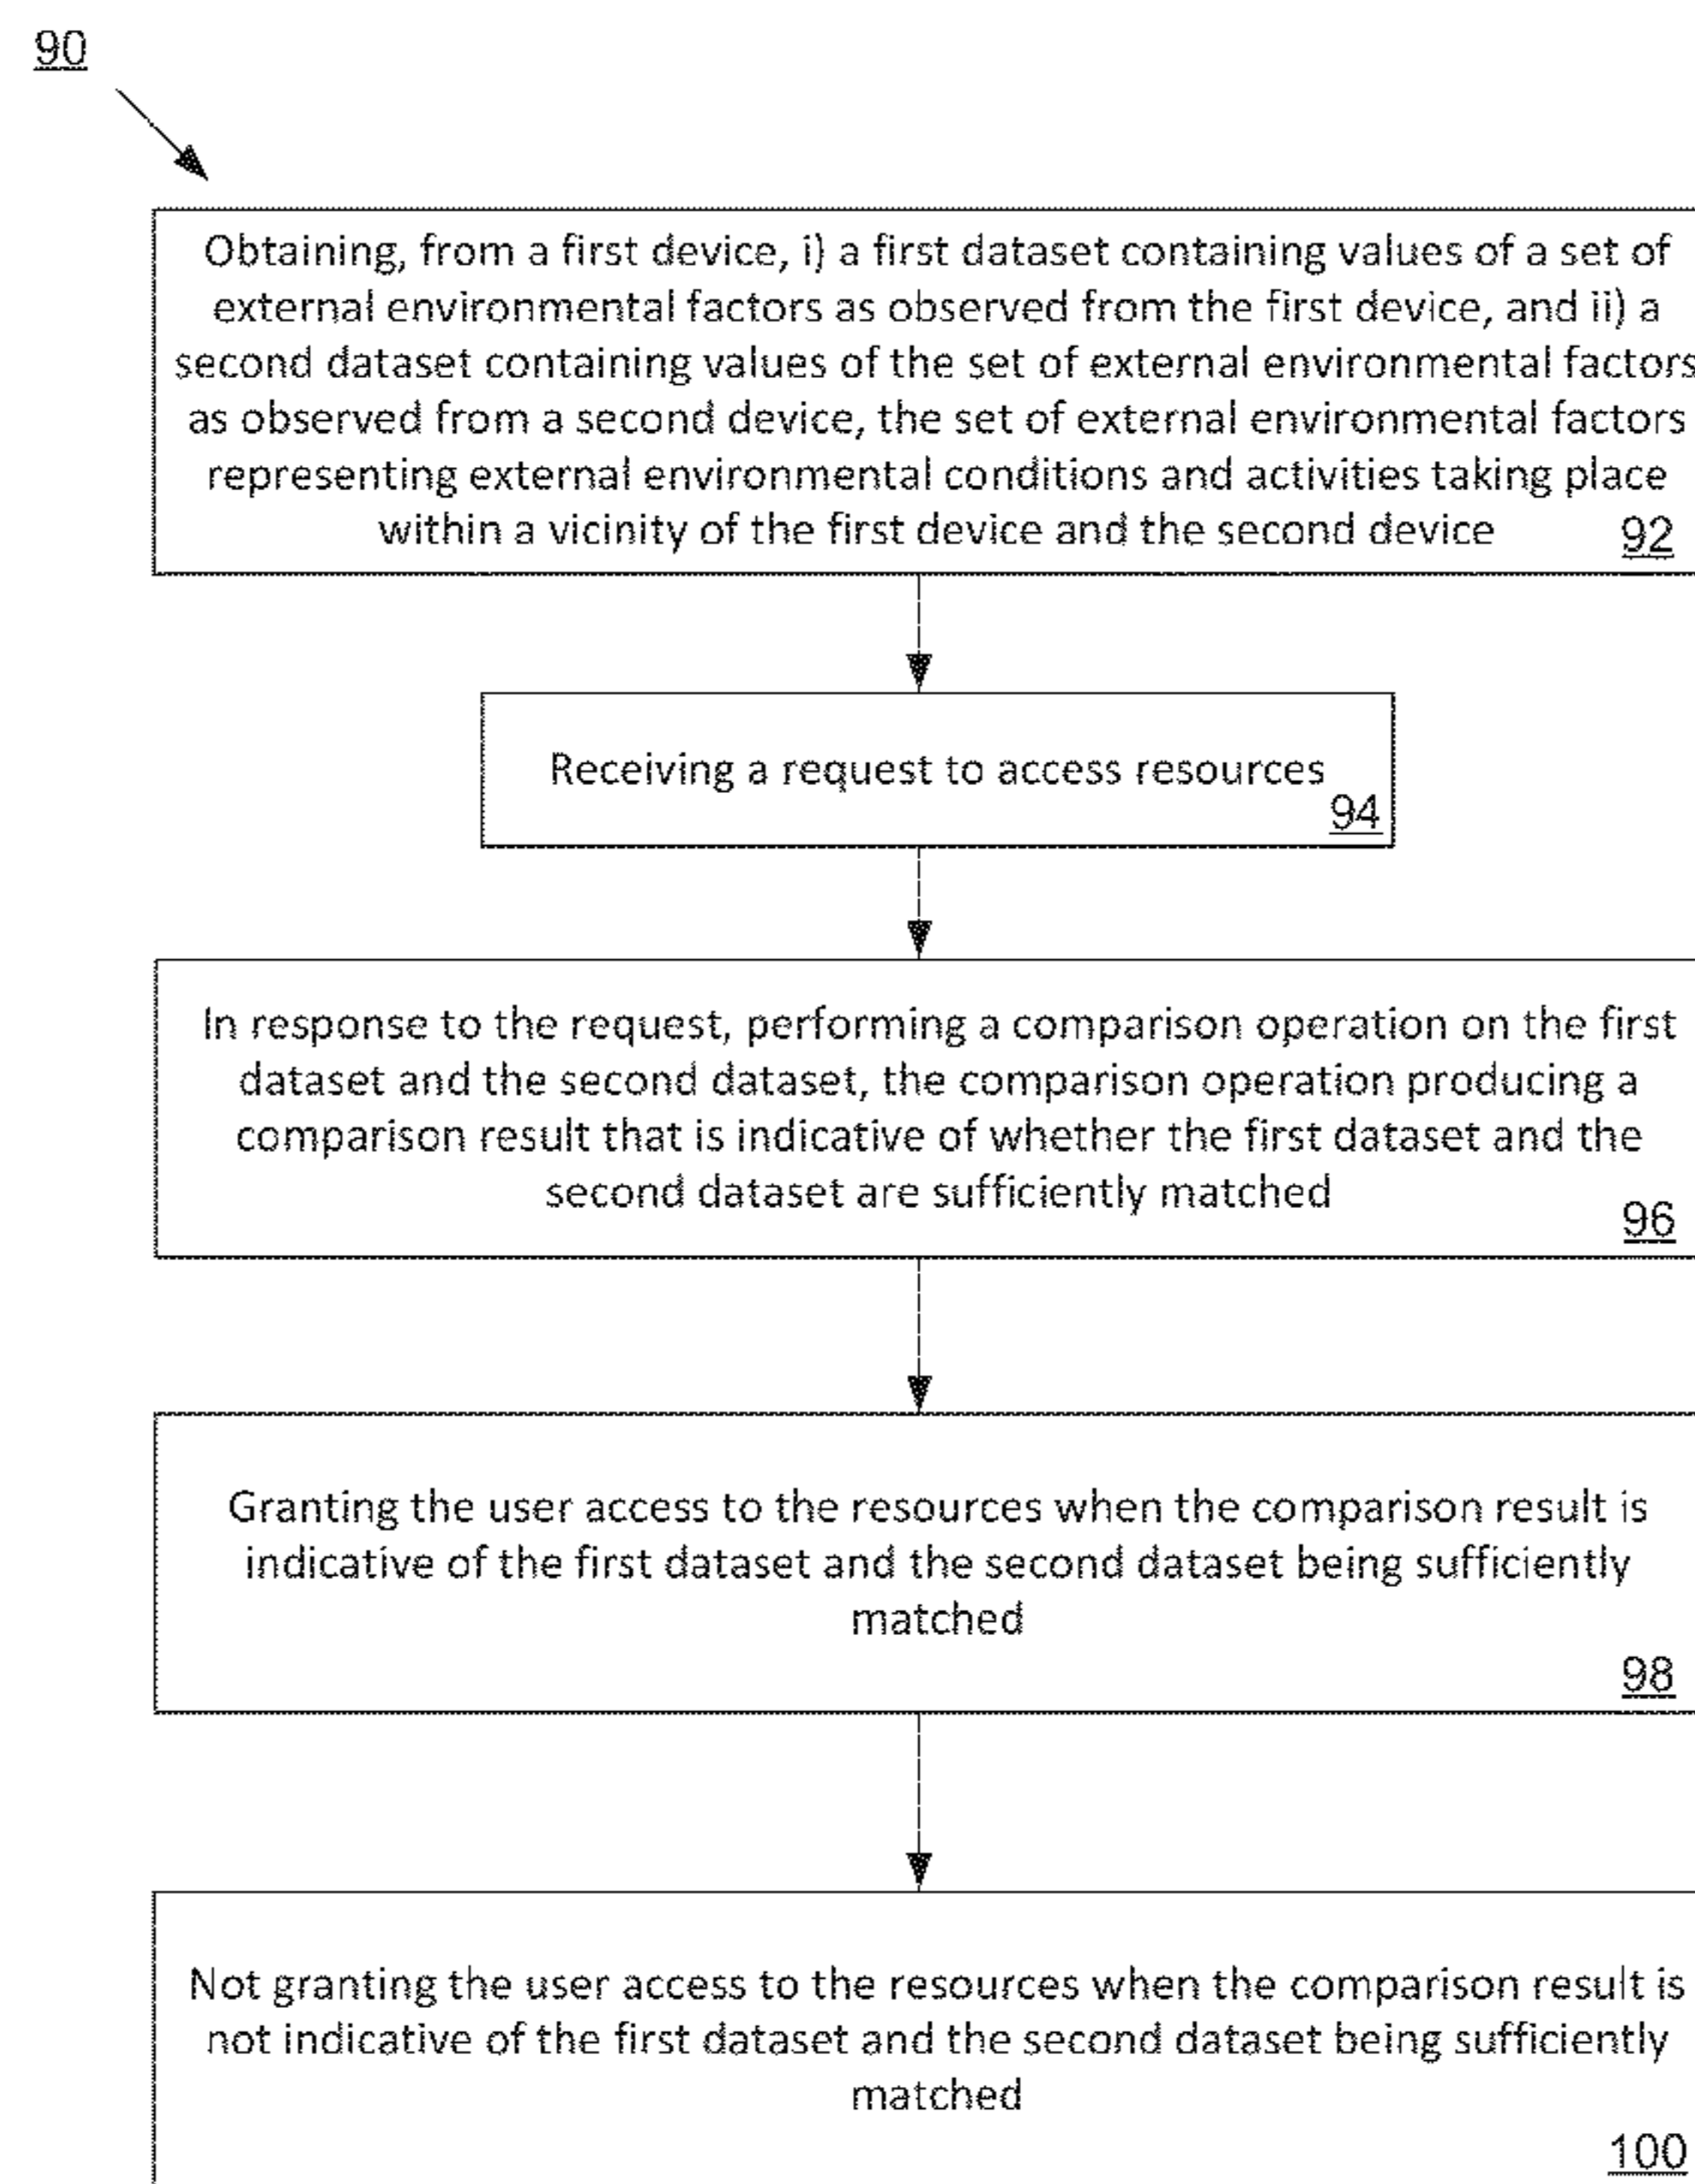 90
Obtaining, from a first device, i) a first dataset containing values of a set of
external environmental factors as observed from the first device, and ii) a
second dataset containing values of the set of external environmental factors
as observed from a second device, the set of external environmental factors
representing external environmental conditions and activities taking place
within a vicinity of the first device and the second device
92
Receiving a request to access resources
94
In response to the request, performing a comparison operation on the first
dataset and the second dataset, the comparison operation producing a
comparison result that is indicative of whether the first dataset and the
second dataset are sufficiently matched
96
Granting the user access to the resources when the comparison result is
indicative of the first dataset and the second dataset being sufficiently
matched
98
Not granting the user access to the resources when the comparison result is
not indicative of the first dataset and the second dataset being sufficiently
matched
100